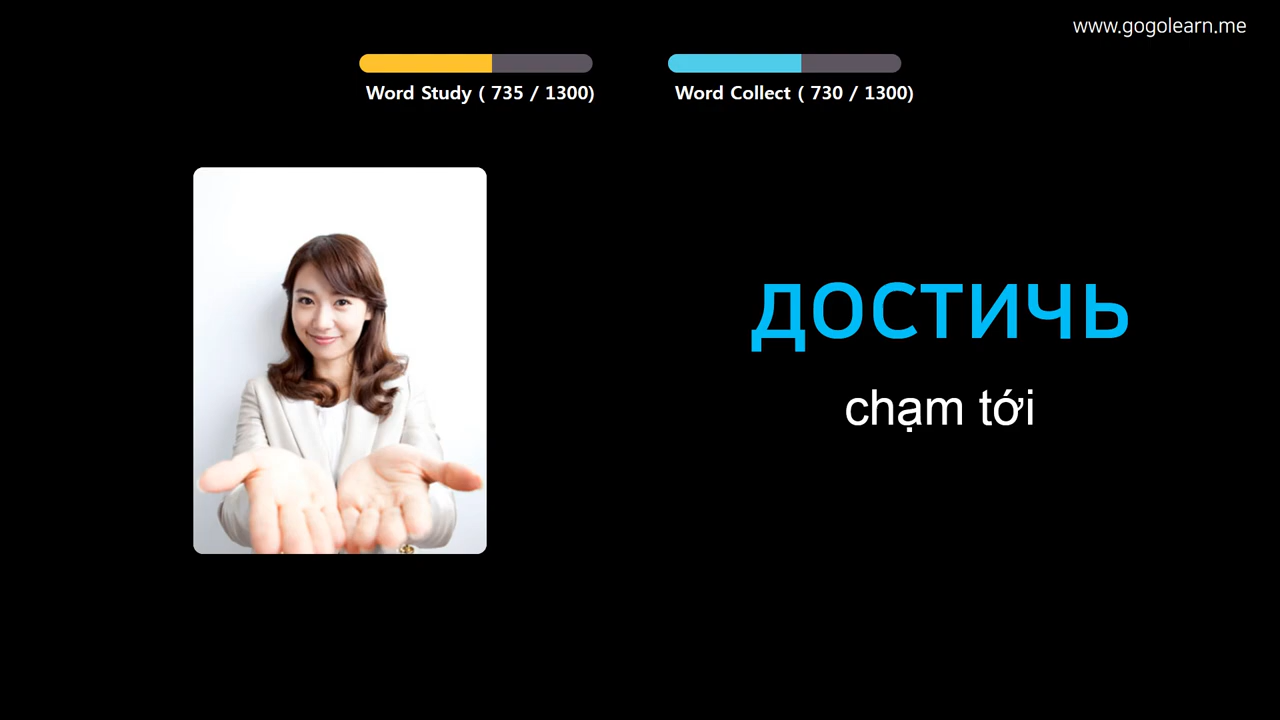 www.gogolearn.me
Word Study ( 735 / 1300)
Word Collect ( 730 / 1300)
достичь
chạm tới